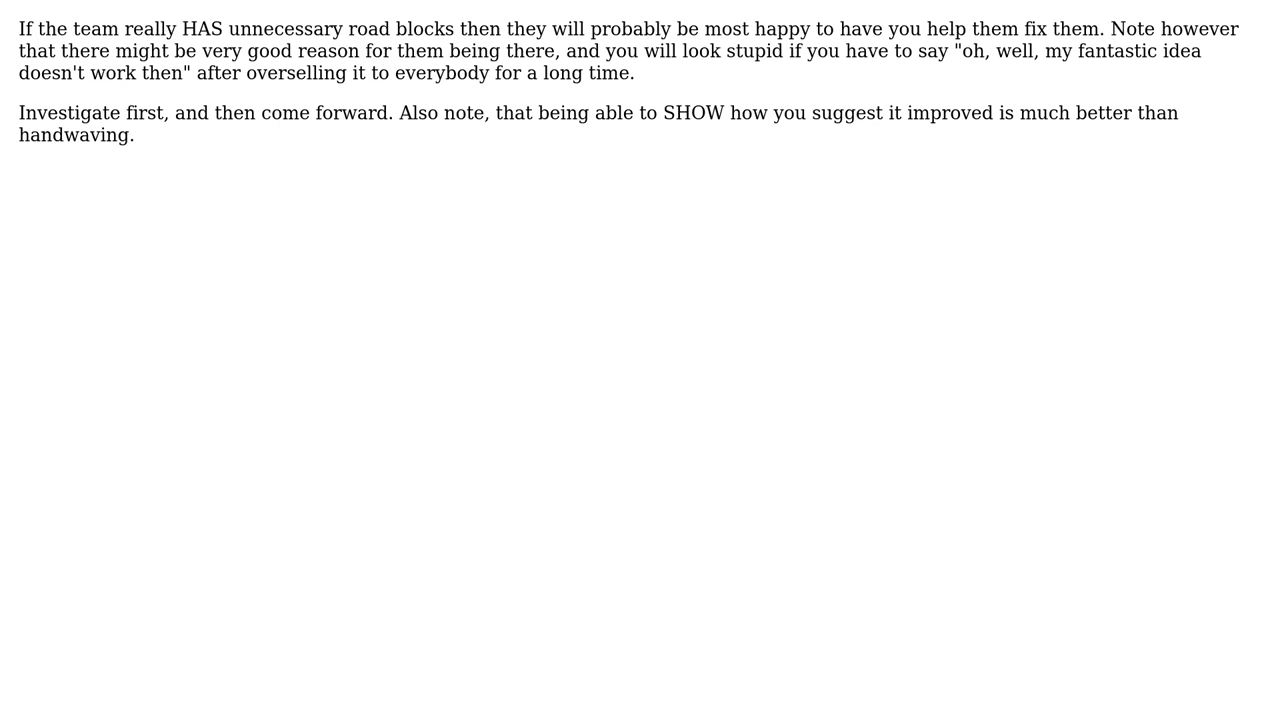 If the team really HAS unnecessary road blocks then they will probably be most happy to have you help them fix them. Note however
that there might be very good reason for them being there, and you will look stupid if you have to say "oh, well, my fantastic idea
doesn't work then" after overselling it to everybody for a long time.
Investigate first, and then come forward. Also note, that being able to SHOW how you suggest it improved is much better than
handwaving.